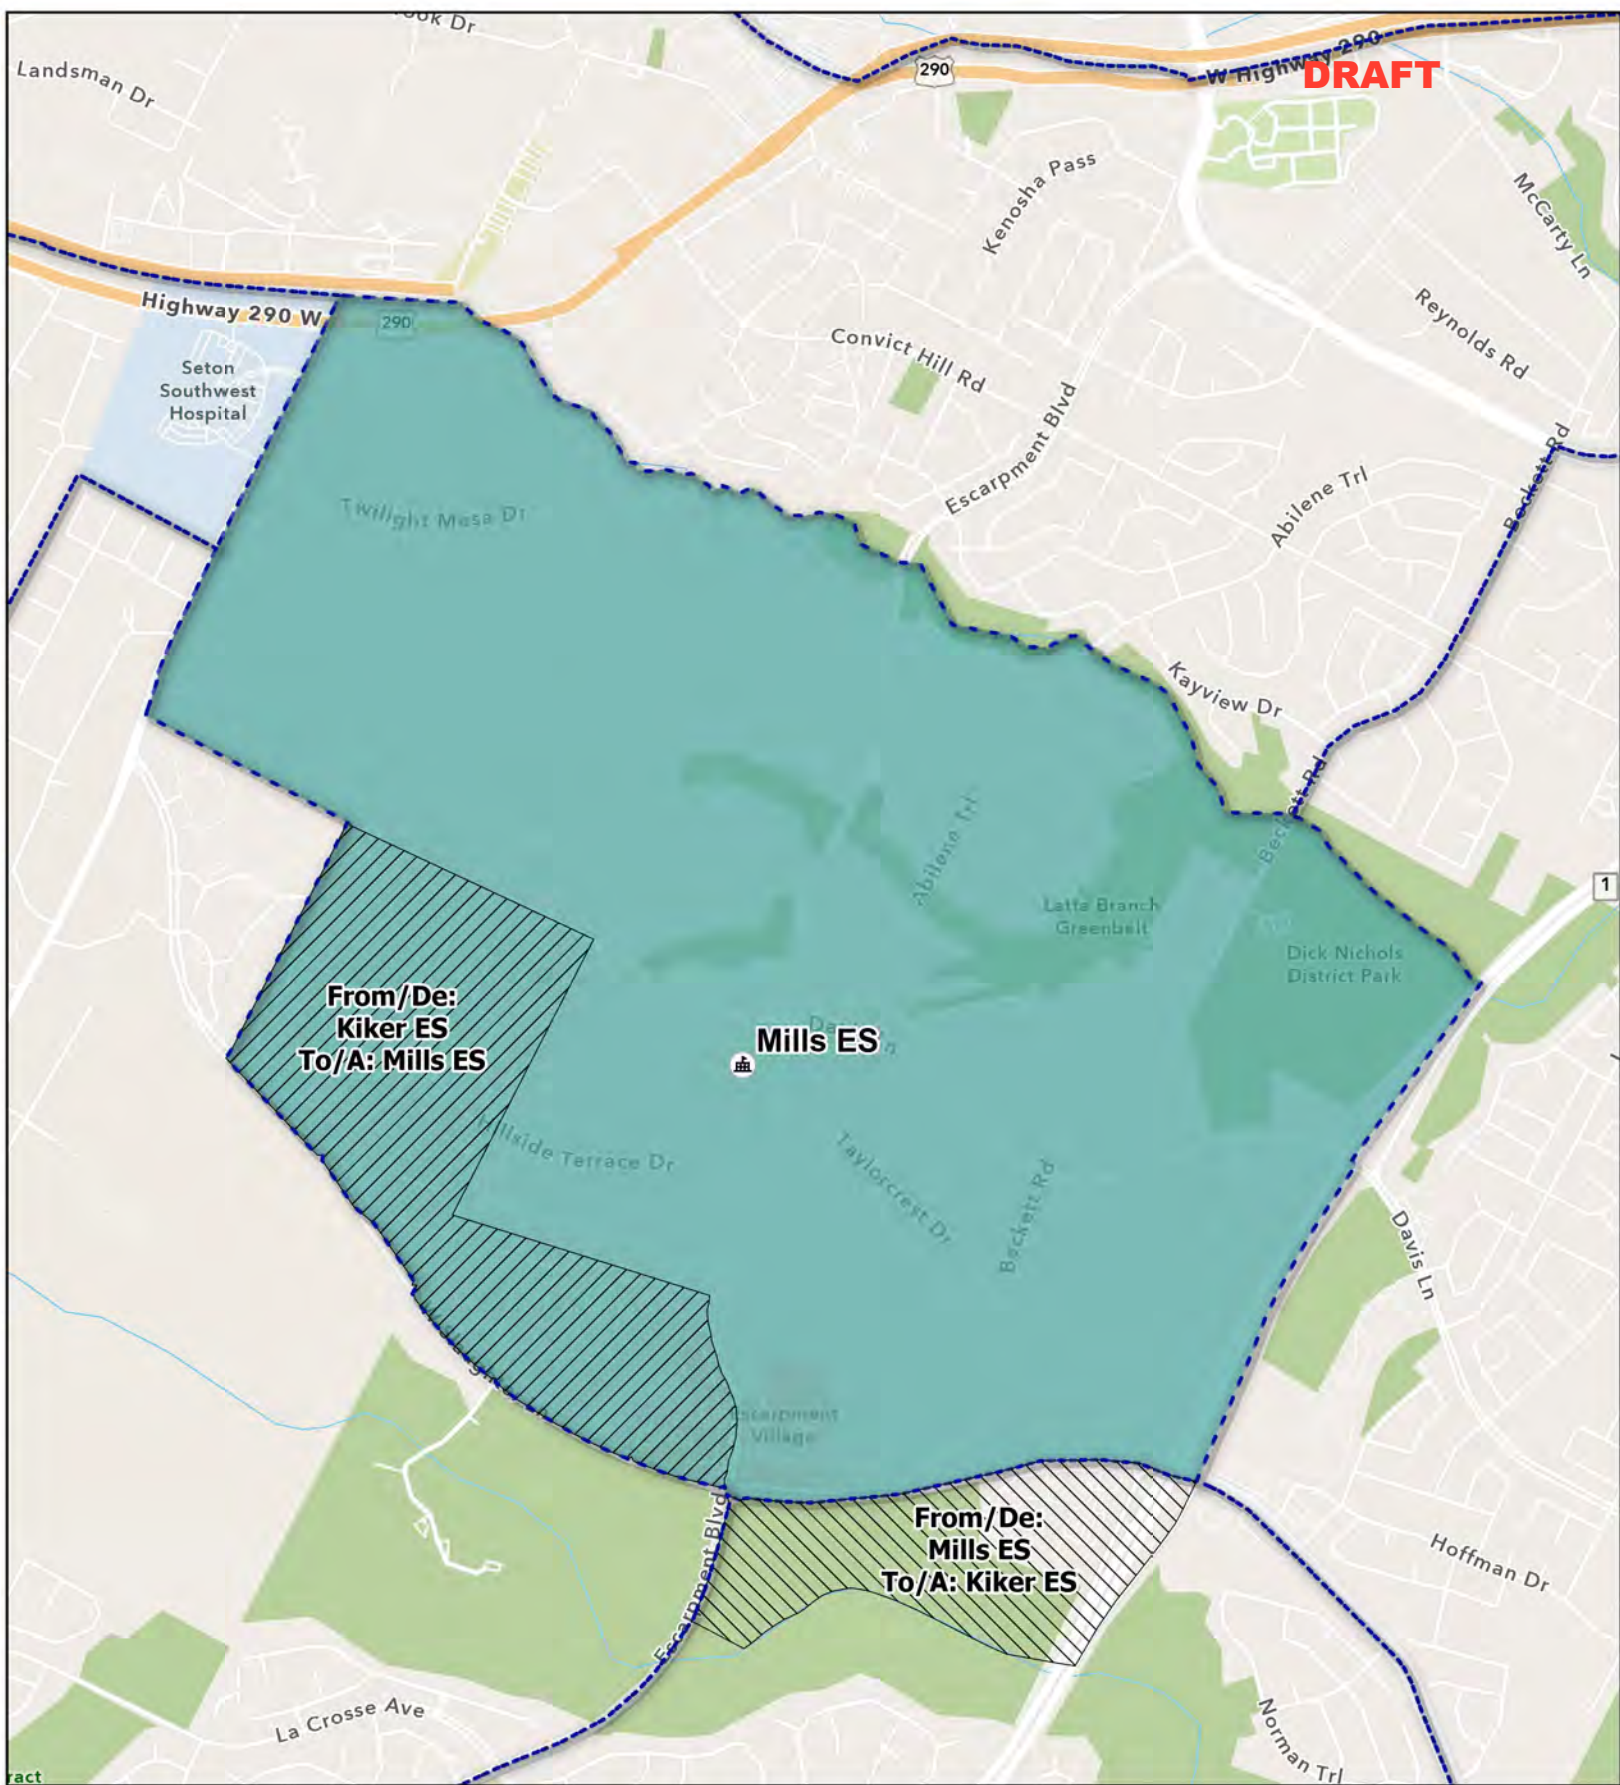 Landsman Dr
290
W Highway 290
DRAFT
Kenosha Pass
McCarty Ln
Highway 290 W
290
Reynolds Rd
Convict Hill Rd
Seton
Southwest
Hospital
Escarpment Blvd
Beckett Rd
Abilene Trl
Twilight Mesa Dr
Kayview Dr
Beckett Rd
Abilene Trl
1
Latta Branch
Greenbelt
Dick Nichols
District Park
From/De:
Kiker ES
To/A: Mills ES
Mills ES
Hillside Terrace Dr
Taylorcrest Dr
Beckett Rd
Davis Ln
Escarpment
Village
Escarpment Blvd
From/De:
Mills ES
To/A: Kiker ES
Hoffman Dr
La Crosse Ave
Norman Trl
ract